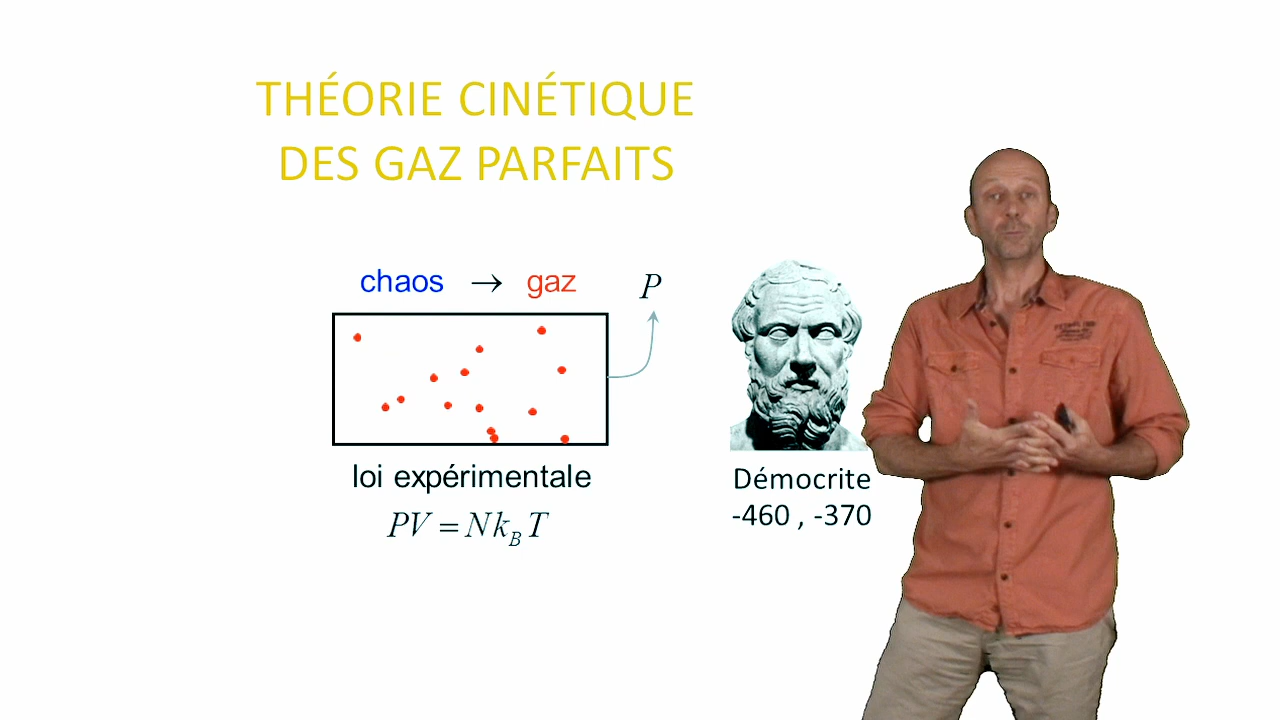 THÉORIE CINÉTIQUE
DES GAZ PARFAITS
chaos → gaz
P
loi expérimentale
PV = Nk_B T
Démocrite
-460 , -370